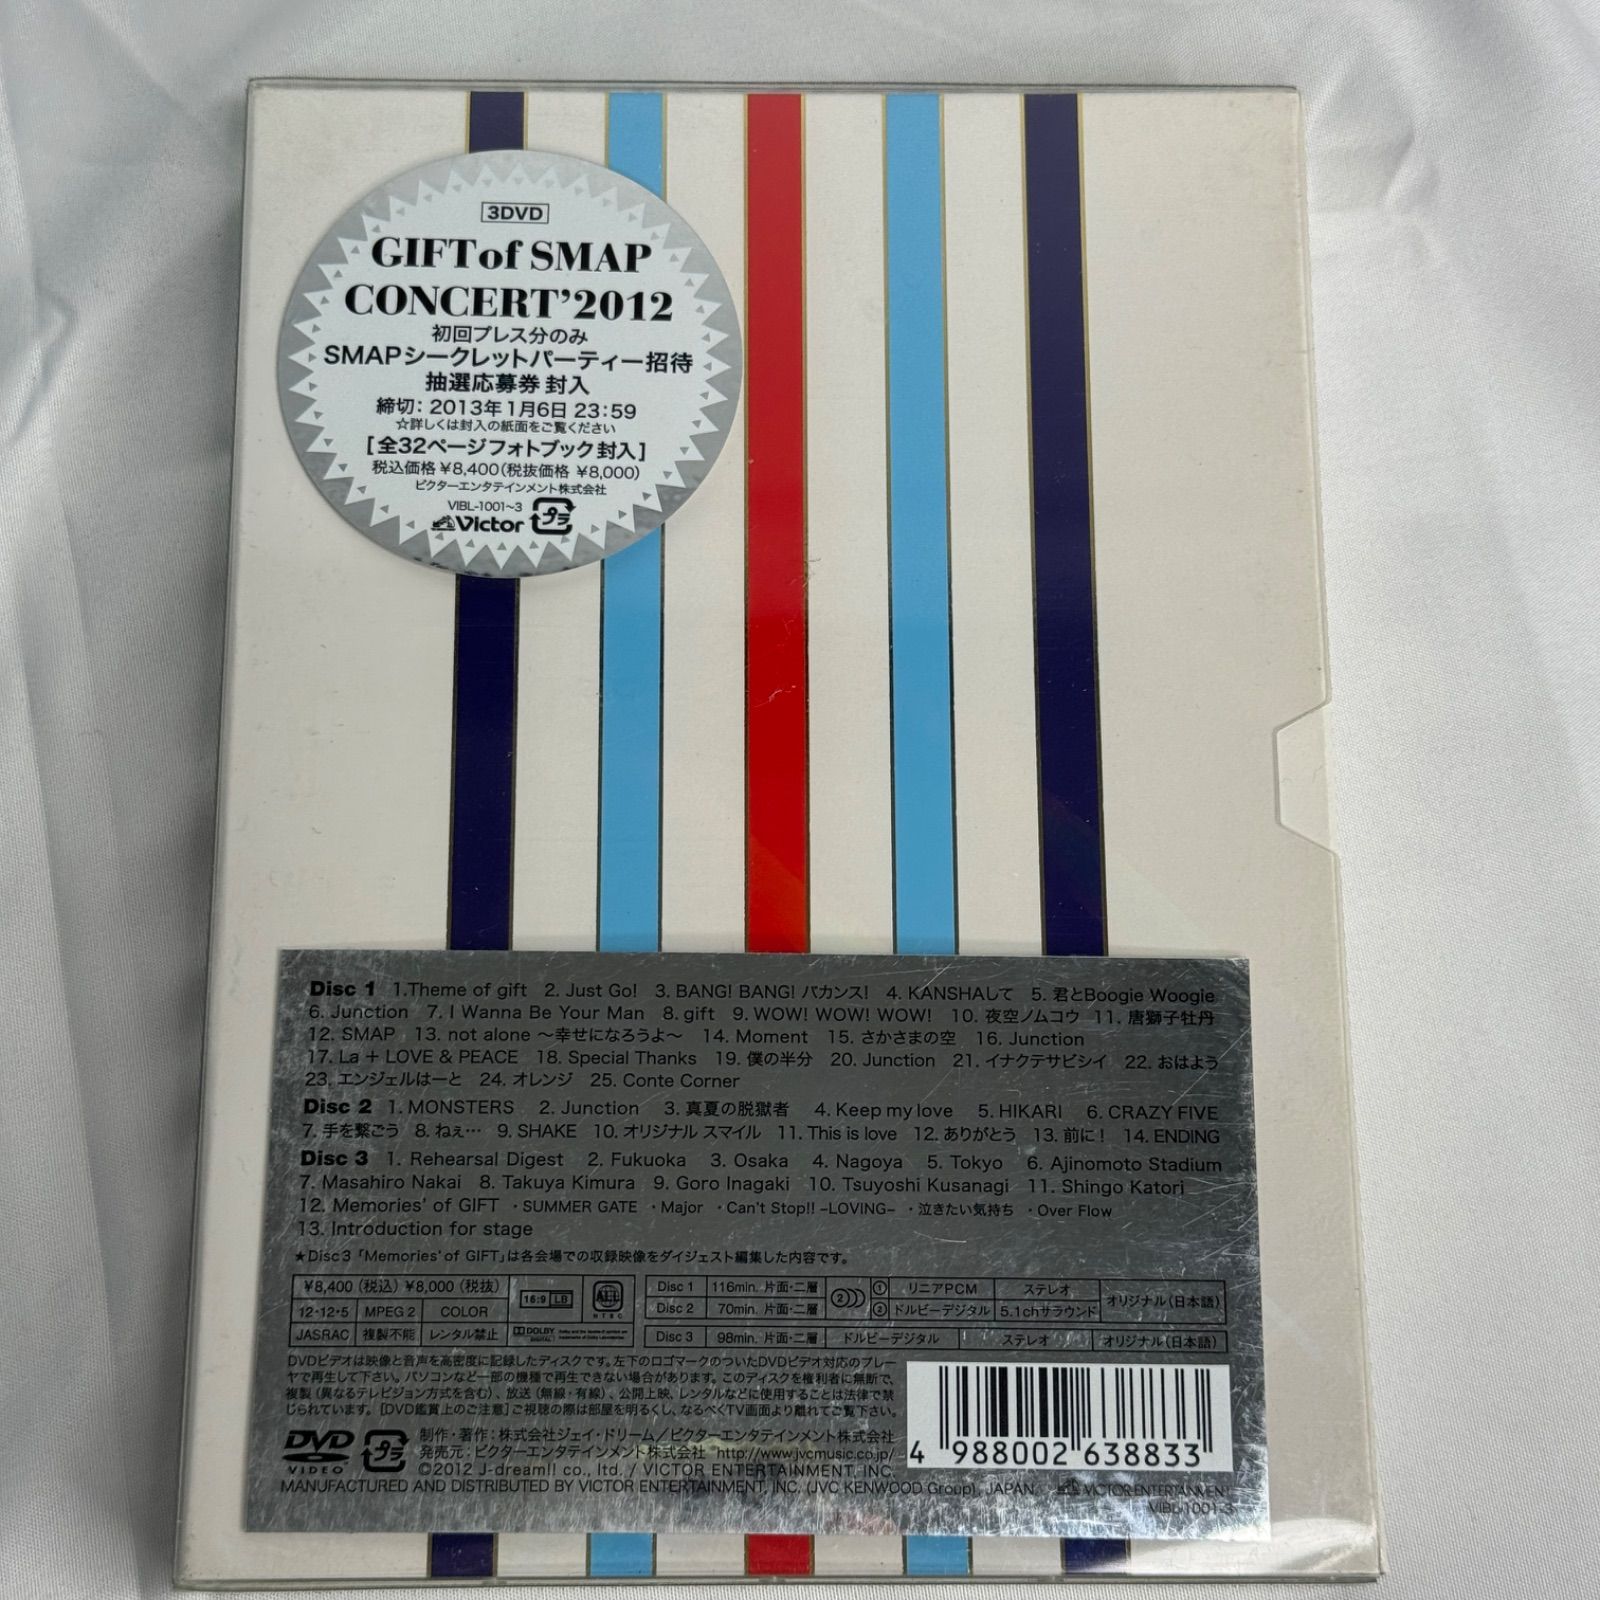 3DVD
GIFT of SMAP
CONCERT'2012
初回プレス分のみ
SMAPシークレットパーティー招待
抽選応募券 封入
締切: 2013年1月6日 23:59
☆詳しくは封入の紙面をご覧ください
[全32ページフォトブック封入]
税込価格 ¥8,400(税抜価格 ¥8,000)
ビクターエンタテインメント株式会社
VIBL-1001~3
Victor プラ
Disc 1 1.Theme of gift 2. Just Go! 3. BANG! BANG! バカンス! 4. KANSHAして 5. 君とBoogie Woogie
6. Junction 7. I Wanna Be Your Man 8. gift 9. WOW! WOW! WOW! 10. 夜空ノムコウ 11. 唐獅子牡丹
12. SMAP 13. not alone ~幸せになろうよ~ 14. Moment 15. さかさまの空 16. Junction
17. La + LOVE & PEACE 18. Special Thanks 19. 僕の半分 20. Junction 21. イナクテサビシイ 22. おはよう
23. エンジェルはーと 24. オレンジ 25. Conte Corner
Disc 2 1. MONSTERS 2. Junction 3. 真夏の脱獄者 4. Keep my love 5. HIKARI 6. CRAZY FIVE
7. 手を繋ごう 8. ねぇ… 9. SHAKE 10. オリジナル スマイル 11. This is love 12. ありがとう 13. 前に! 14. ENDING
Disc 3 1. Rehearsal Digest 2. Fukuoka 3. Osaka 4. Nagoya 5. Tokyo 6. Ajinomoto Stadium
7. Masahiro Nakai 8. Takuya Kimura 9. Goro Inagaki 10. Tsuyoshi Kusanagi 11. Shingo Katori
12. Memories' of GIFT ・SUMMER GATE ・Major ・Can't Stop!! -LOVING- ・泣きたい気持ち ・Over Flow
13. Introduction for stage
★Disc3「Memories' of GIFT」は各会場での収録映像をダイジェスト編集した内容です。
¥8,400 (税込) ¥8,000 (税抜) 16:9 LB ALL NTSC
12・12・5 MPEG 2 COLOR
JASRAC 複製不能 レンタル禁止 DOLBY DIGITAL
Disc 1 116min. 片面・二層 2 ① リニアPCM ステレオ オリジナル(日本語)
Disc 2 70min. 片面・二層 ② ドルビーデジタル 5.1chサラウンド
Disc 3 98min. 片面・二層 ドルビーデジタル ステレオ オリジナル(日本語)
DVDビデオは映像と音声を高密度に記録したディスクです。左下のロゴマークのついたDVDビデオ対応のプレー
ヤで再生して下さい。パソコンなど一部の機種で再生できない場合があります。このディスクを権利者に無断で、
複製(異なるテレビジョン方式を含む)、放送(無線・有線)、公開上映、レンタルなどに使用することは法律で禁
じられています。[DVD鑑賞上のご注意]ご視聴の際は部屋を明るくし、なるべくTV画面より離れてご覧下さい。
DVD VIDEO プラ
制作・著作:株式会社ジェイ・ドリーム/ビクターエンタテインメント株式会社
発売元:ビクターエンタテインメント株式会社 http://www.jvcmusic.co.jp/
©2012 J-dream!! co., ltd. / VICTOR ENTERTAINMENT, INC.
MANUFACTURED AND DISTRIBUTED BY VICTOR ENTERTAINMENT, INC. (JVC KENWOOD Group), JAPAN
4 988002 638833
VICTOR ENTERTAINMENT
VIBL-1001-3